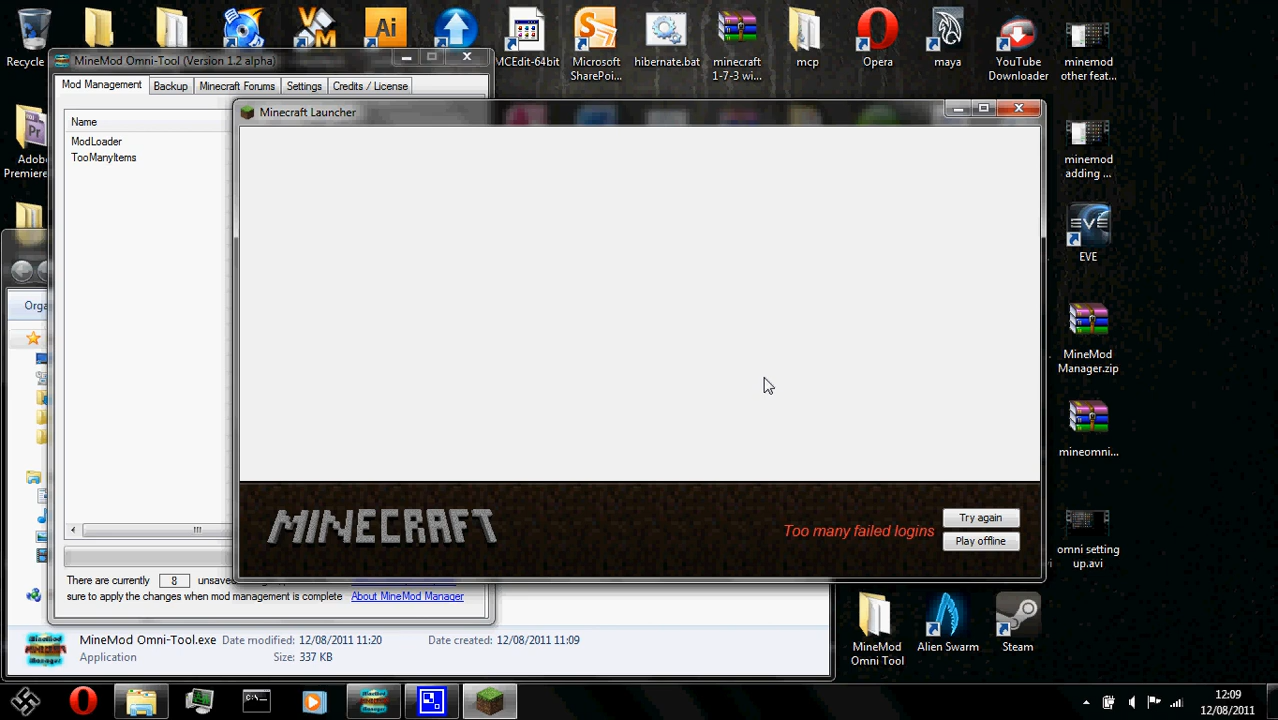 Recycle
Ai
MCEdit-64bit
Microsoft
SharePoi...
hibernate.bat
minecraft
1-7-3 wi...
mcp
Opera
maya
YouTube
Downloader
minemod
other feat...
MineMod Omni-Tool (Version 1.2 alpha)
Mod Management
Backup
Minecraft Forums
Settings
Credits / License
Name
ModLoader
TooManyItems
Minecraft Launcher
Pr
Adobe
Premiere
minemod
adding ...
EVE
EVE
Orga
MineMod
Manager.zip
mineomni...
omni setting
up.avi
MINECRAFT
Too many failed logins
Try again
Play offline
There are currently 8 unsave
sure to apply the changes when mod management is complete
About MineMod Manager
MineMod Omni-Tool.exe
Date modified: 12/08/2011 11:20
Date created: 12/08/2011 11:09
Application
Size: 337 KB
MineMod
Omni Tool
Alien Swarm
Steam
12:09
12/08/2011